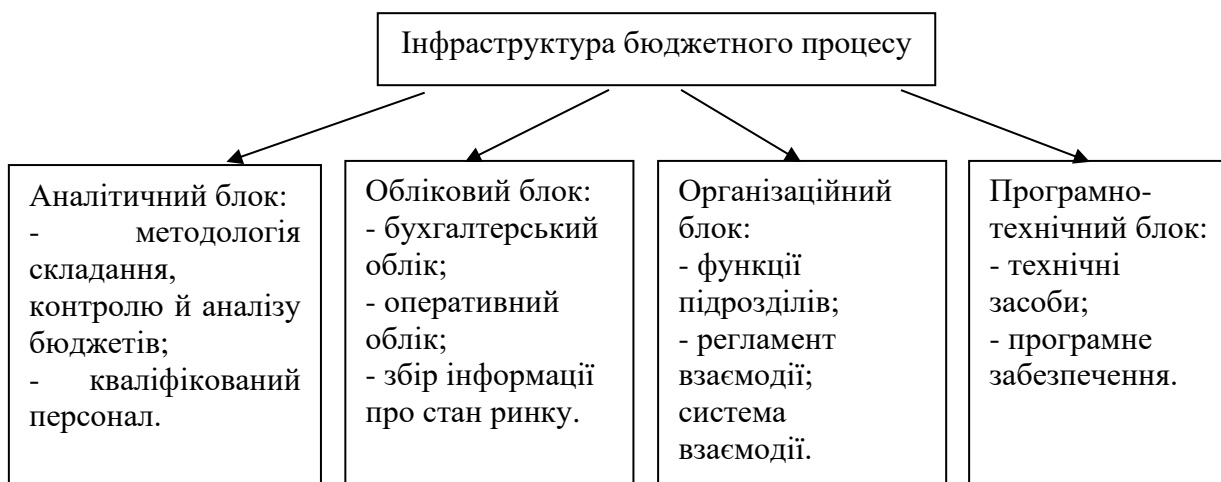 Інфраструктура бюджетного процесу
Аналітичний блок:
- методологія
складання,
контролю й аналізу
бюджетів;
- кваліфікований
персонал.
Обліковий блок:
- бухгалтерський
облік;
- оперативний
облік;
- збір інформації
про стан ринку.
Організаційний
блок:
- функції
підрозділів;
- регламент
взаємодії;
система
взаємодії.
Програмно-
технічний блок:
- технічні
засоби;
- програмне
забезпечення.